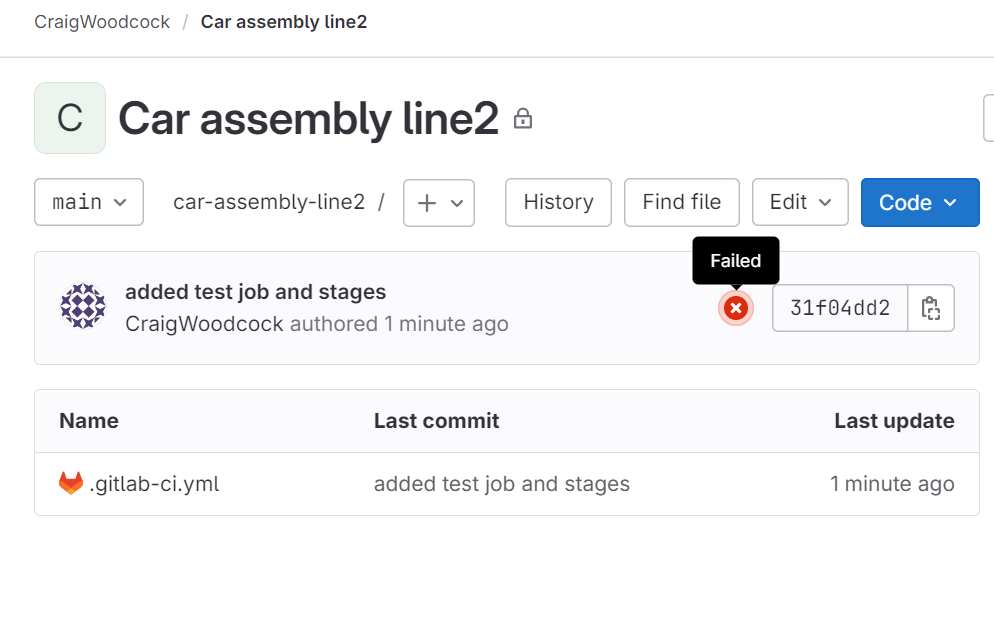 CraigWoodcock / Car assembly line2
C Car assembly line2
main car-assembly-line2 / + History Find file Edit Code
Failed
added test job and stages
CraigWoodcock authored 1 minute ago
31f04dd2
Name Last commit Last update
.gitlab-ci.yml added test job and stages 1 minute ago